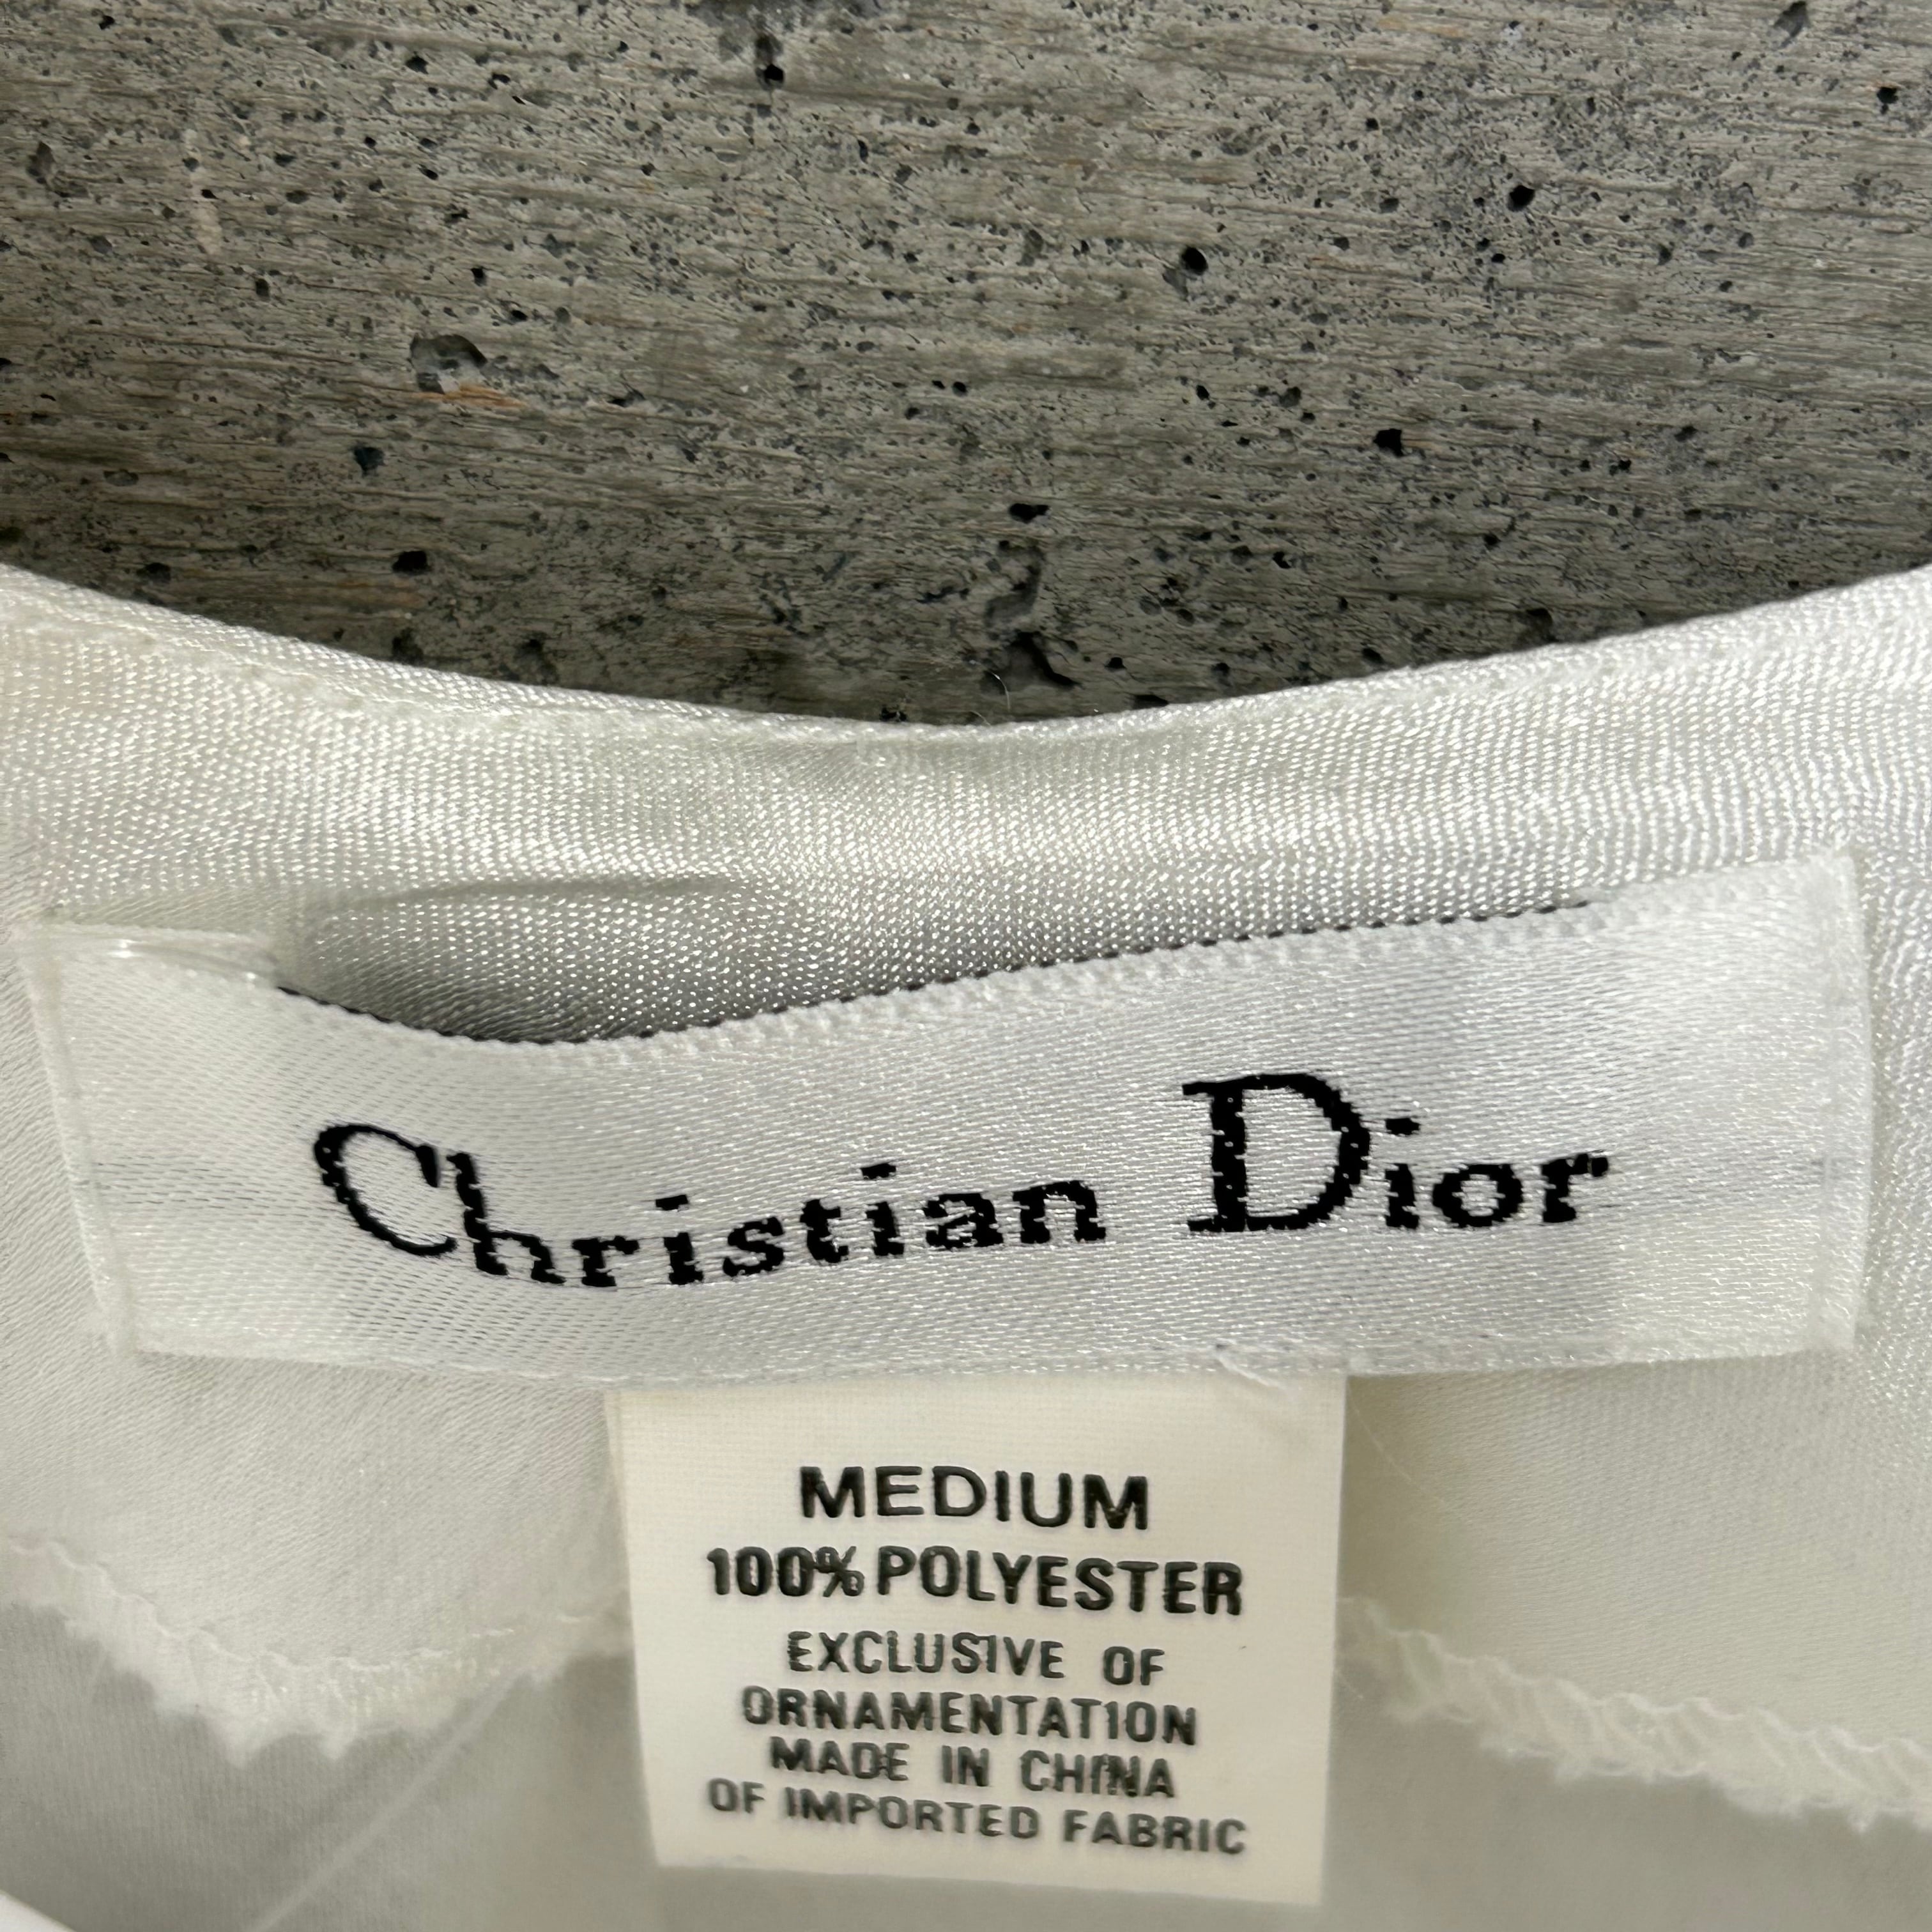 Christian Dior
MEDIUM
100% POLYESTER
EXCLUSIVE OF
ORNAMENTATION
MADE IN CHINA
OF IMPORTED FABRIC